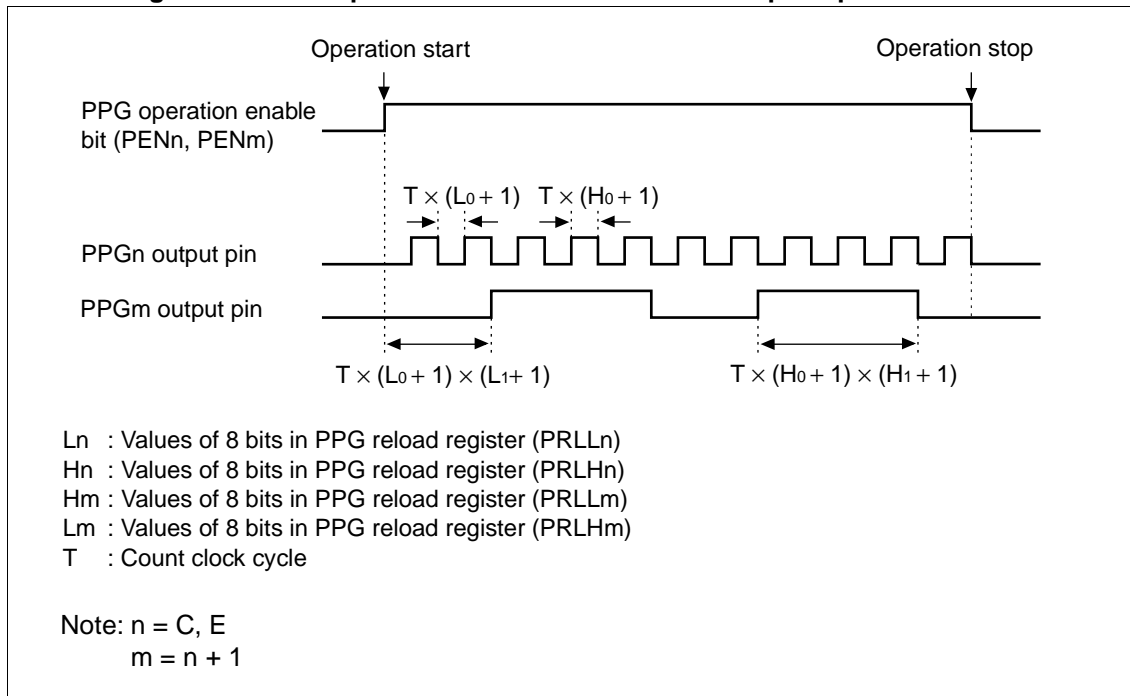 Operation start
Operation stop
PPG operation enable
bit (PENn, PENm)
T × (L0 + 1)
T × (H0 + 1)
PPGn output pin
PPGm output pin
T × (L0 + 1) × (L1 + 1)
T × (H0 + 1) × (H1 + 1)
Ln : Values of 8 bits in PPG reload register (PRLLn)
Hn : Values of 8 bits in PPG reload register (PRLHn)
Hm : Values of 8 bits in PPG reload register (PRLLm)
Lm : Values of 8 bits in PPG reload register (PRLHm)
T : Count clock cycle
Note: n = C, E
m = n + 1